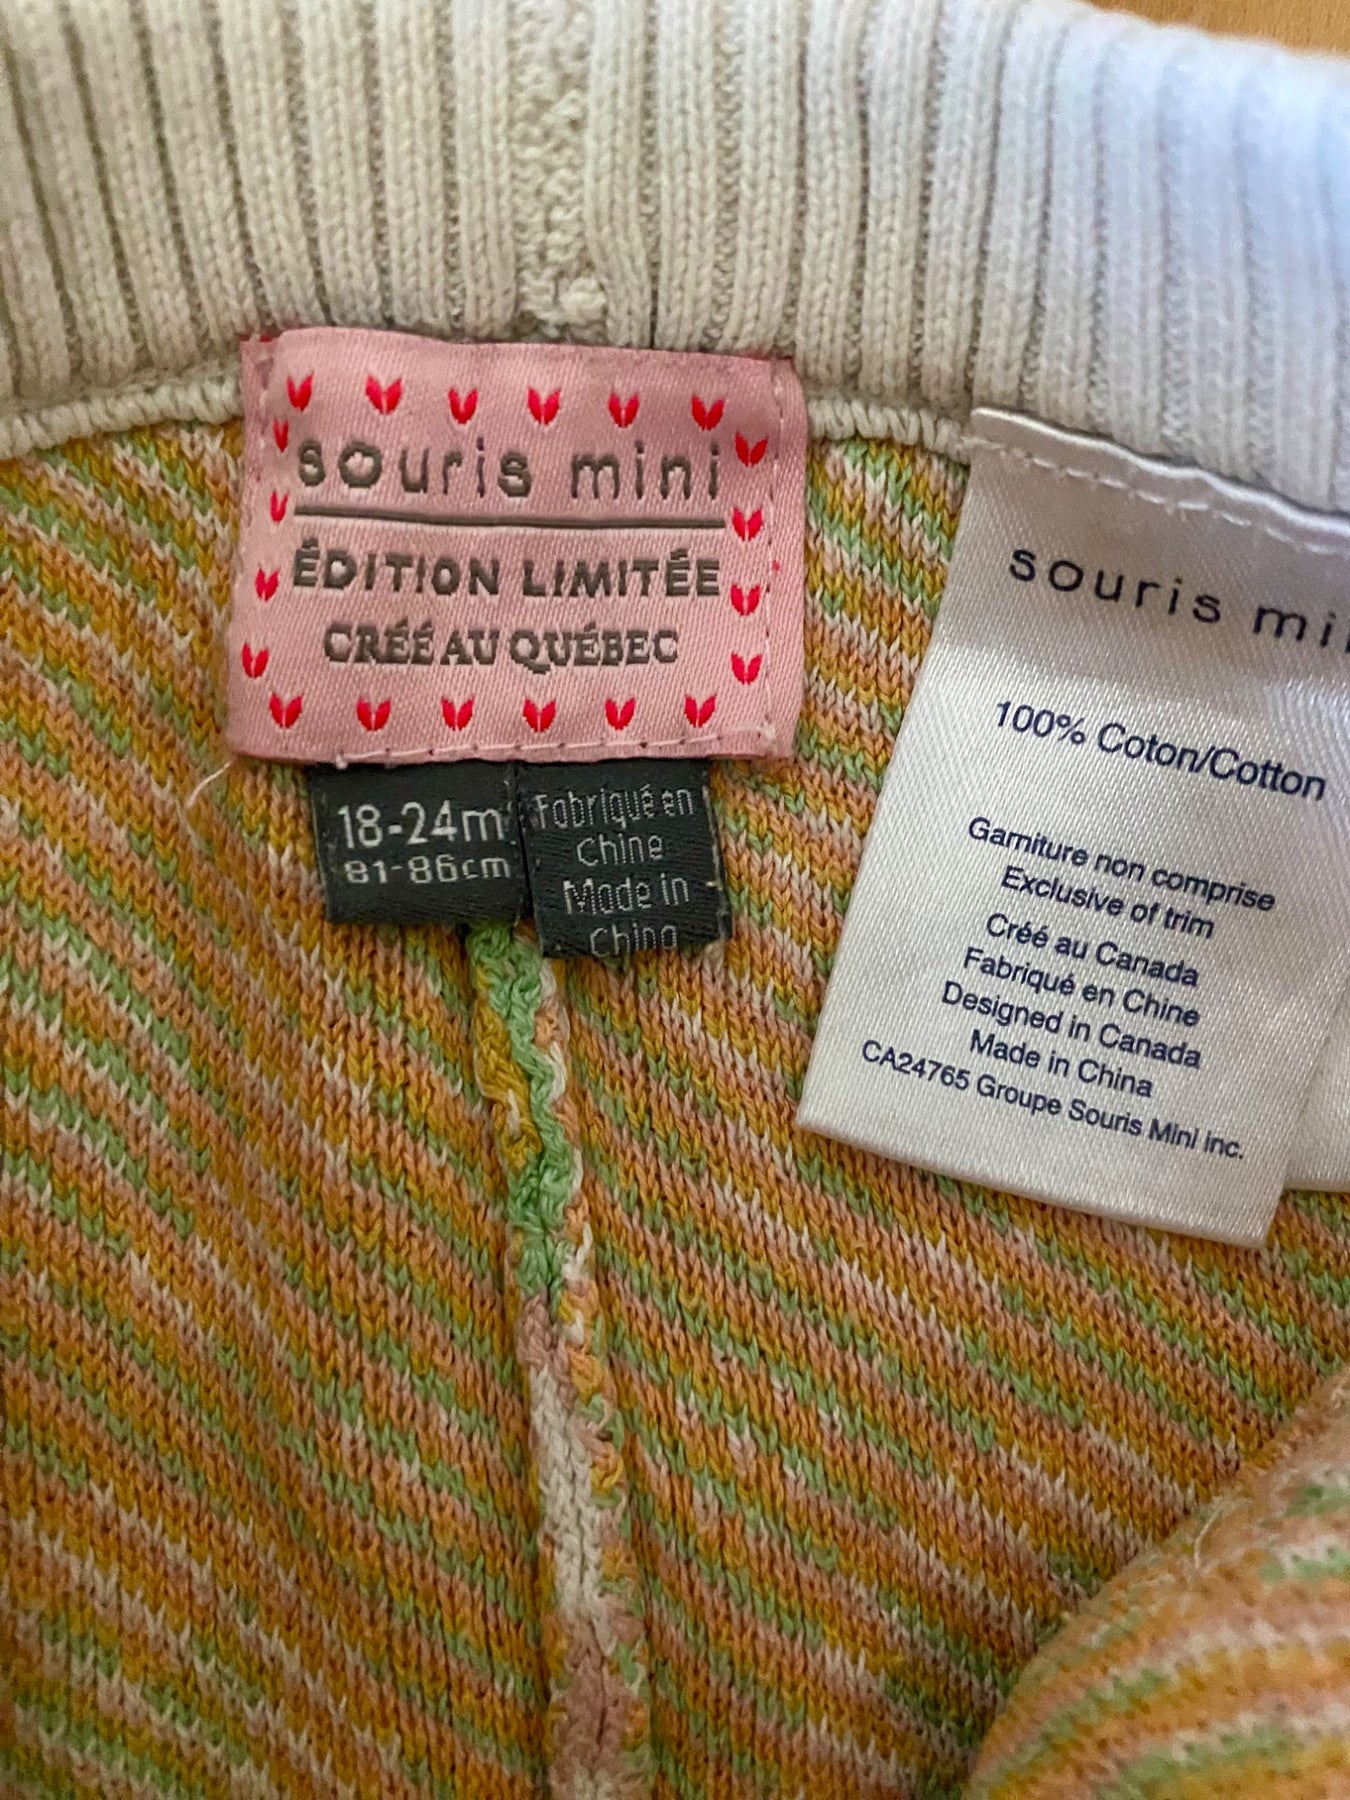 souris mini
ÉDITION LIMITÉE
CRÉÉ AU QUÉBEC
18-24m
81-86cm
Fabriqué en
Chine
Made in
China
souris mi
100% Coton/Cotton
Garniture non comprise
Exclusive of trim
Créé au Canada
Fabriqué en Chine
Designed in Canada
Made in China
CA24765 Groupe Souris Mini inc.